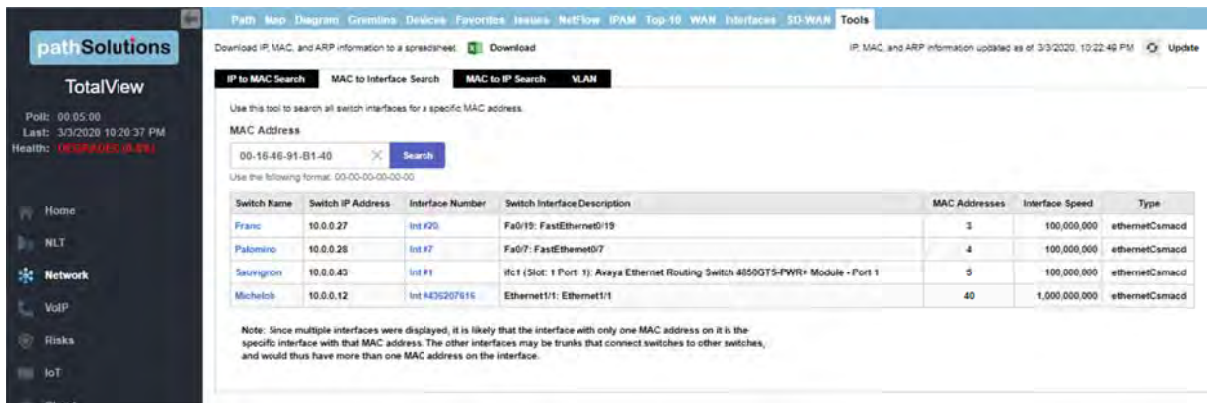 Path Map Diagram Gremlins Devices Favorites Issues NetFlow IPAM Top-10 WAN Interfaces SD-WAN Tools
pathSolutions
TotalView
Poll: 00:05:00
Last: 3/3/2020 10:20:37 PM
Health:
Home
NLT
Network
VoIP
Risks
IoT
Download IP, MAC, and ARP information to a spreadsheet Download
IP, MAC, and ARP information updated as of 3/3/2020, 10:22:49 PM Update
IP to MAC Search MAC to Interface Search MAC to IP Search VLAN
Use this tool to search all switch interfaces for a specific MAC address.
MAC Address
00-16-46-91-B1-40 Search
Use the following format: 00-00-00-00-00-00
Switch Name Switch IP Address Interface Number Switch Interface Description MAC Addresses Interface Speed Type
Franc 10.0.0.27 Int #20 Fa0/19: FastEthernet0/19 3 100,000,000 ethernetCsmacd
Palomino 10.0.0.28 Int #7 Fa0/7: FastEthernet0/7 4 100,000,000 ethernetCsmacd
Sauvignon 10.0.0.43 Int #1 ifc1 (Slot: 1 Port: 1): Avaya Ethernet Routing Switch 4850GTS-PWR+ Module - Port 1 5 100,000,000 ethernetCsmacd
10.0.0.12 Int #436207616 Ethernet1/1: Ethernet1/1 40 1,000,000,000 ethernetCsmacd
Note: Since multiple interfaces were displayed, it is likely that the interface with only one MAC address on it is the
specific interface with that MAC address. The other interfaces may be trunks that connect switches to other switches,
and would thus have more than one MAC address on the interface.